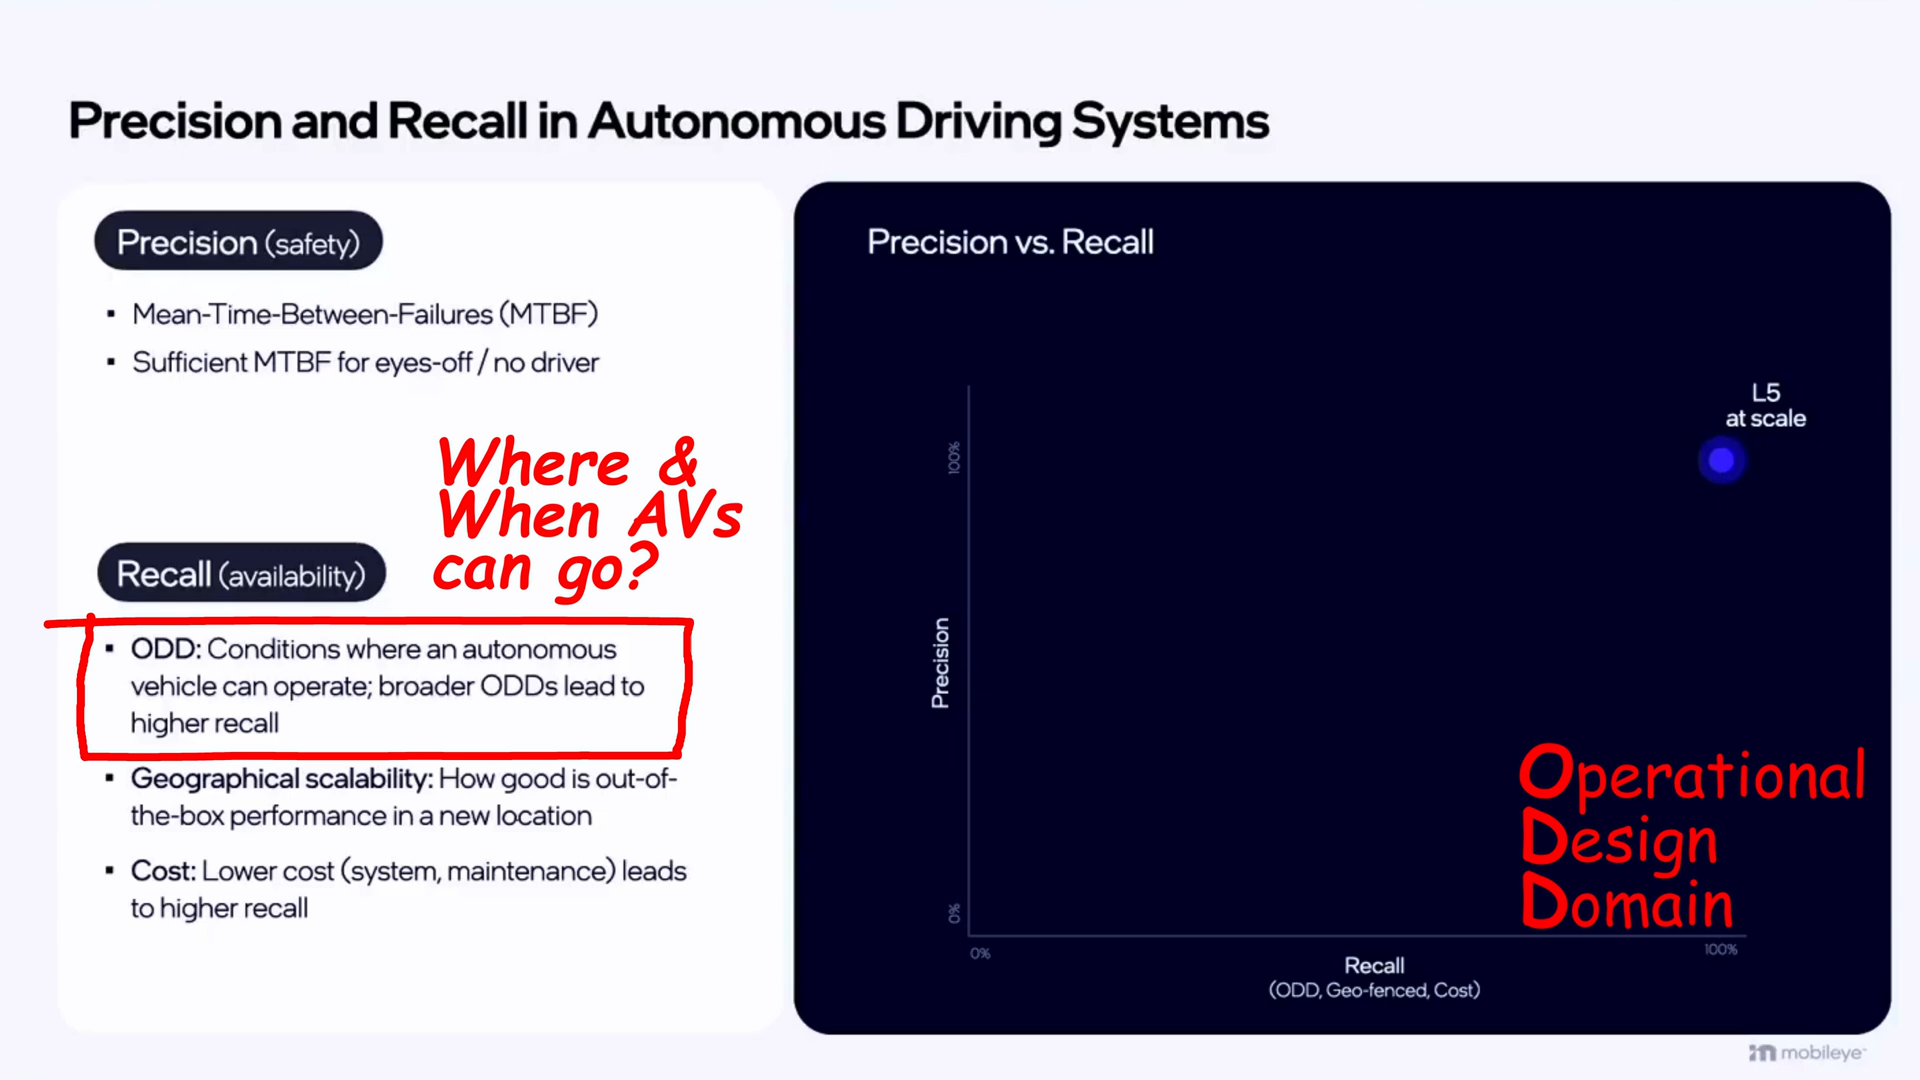 Precision and Recall in Autonomous Driving Systems
Precision (safety)
▪ Mean-Time-Between-Failures (MTBF)
▪ Sufficient MTBF for eyes-off / no driver
Where &
When AVs
can go?
Recall (availability)
▪ ODD: Conditions where an autonomous
vehicle can operate; broader ODDs lead to
higher recall
▪ Geographical scalability: How good is out-of-
the-box performance in a new location
▪ Cost: Lower cost (system, maintenance) leads
to higher recall
Precision vs. Recall
L5
at scale
100%
Precision
0%
0%
100%
Recall
(ODD, Geo-fenced, Cost)
Operational
Design
Domain
mobileye™